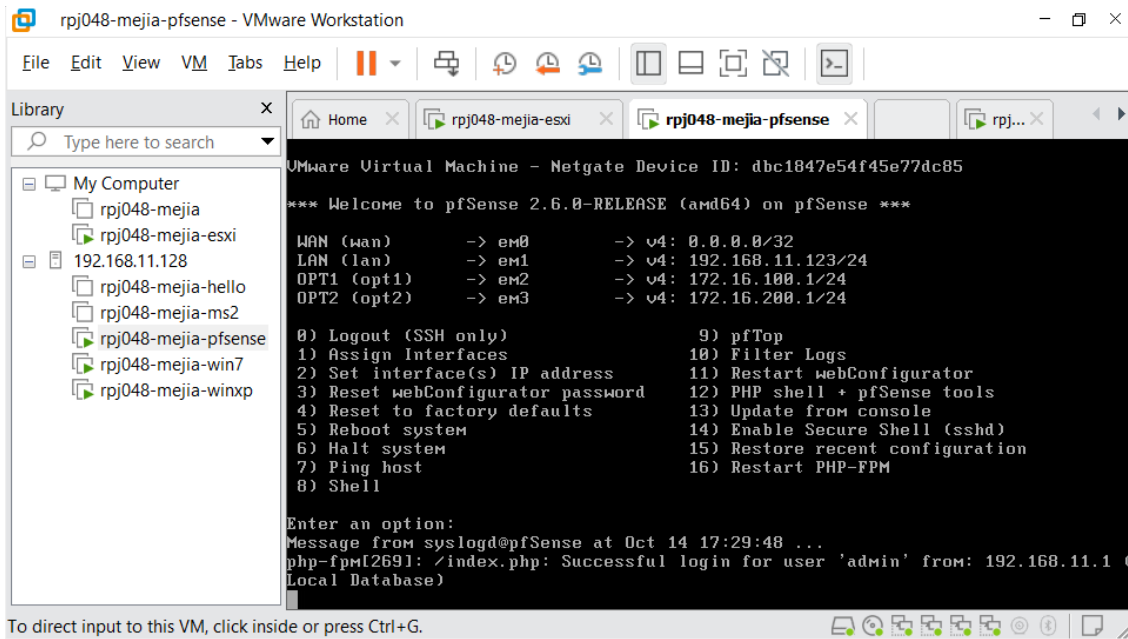 rpj048-mejia-pfsense - VMware Workstation
File Edit View VM Tabs Help
Library
Type here to search
My Computer
rpj048-mejia
rpj048-mejia-esxi
192.168.11.128
rpj048-mejia-hello
rpj048-mejia-ms2
rpj048-mejia-pfsense
rpj048-mejia-win7
rpj048-mejia-winxp
Home rpj048-mejia-esxi rpj048-mejia-pfsense rpj...
VMware Virtual Machine - Netgate Device ID: dbc1847e54f45e77dc85
*** Welcome to pfSense 2.6.0-RELEASE (amd64) on pfSense ***
WAN (wan) -> em0 -> v4: 0.0.0.0/32
LAN (lan) -> em1 -> v4: 192.168.11.123/24
OPT1 (opt1) -> em2 -> v4: 172.16.100.1/24
OPT2 (opt2) -> em3 -> v4: 172.16.200.1/24
0) Logout (SSH only) 9) pfTop
1) Assign Interfaces 10) Filter Logs
2) Set interface(s) IP address 11) Restart webConfigurator
3) Reset webConfigurator password 12) PHP shell + pfSense tools
4) Reset to factory defaults 13) Update from console
5) Reboot system 14) Enable Secure Shell (sshd)
6) Halt system 15) Restore recent configuration
7) Ping host 16) Restart PHP-FPM
8) Shell
Enter an option:
Message from syslogd@pfSense at Oct 14 17:29:48 ...
php-fpm[269]: /index.php: Successful login for user 'admin' from: 192.168.11.1 (
Local Database)
To direct input to this VM, click inside or press Ctrl+G.